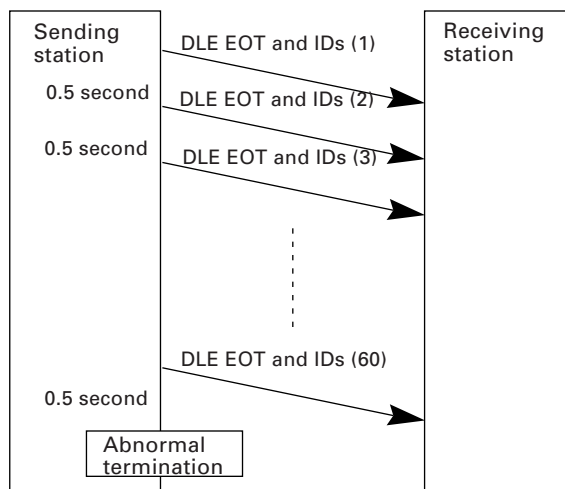 Sending
station
Receiving
station
DLE EOT and IDs (1)
0.5 second
DLE EOT and IDs (2)
0.5 second
DLE EOT and IDs (3)
DLE EOT and IDs (60)
0.5 second
Abnormal
termination